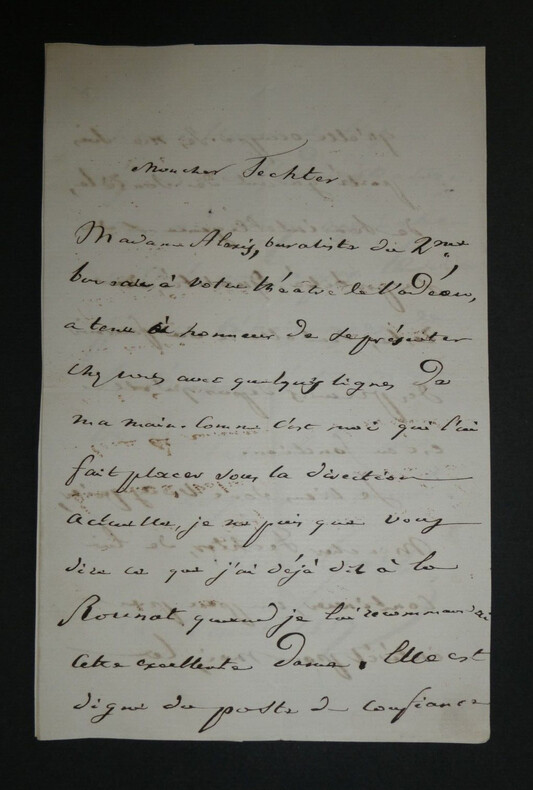 Mon cher Fechter
Madame Alexis, buraliste du 2me
bureau à votre théâtre de l'odéon,
a tenu à honneur de se présenter
chez vous avec quelques lignes de
ma main. Comme c'est moi qui l'ai
fait placer sous la direction
actuelle, je ne puis que vous
dire ce que j'ai déjà dit à la
Rounat quand je lui recommandai
cette excellente dame. Elle est
digne du poste de confiance